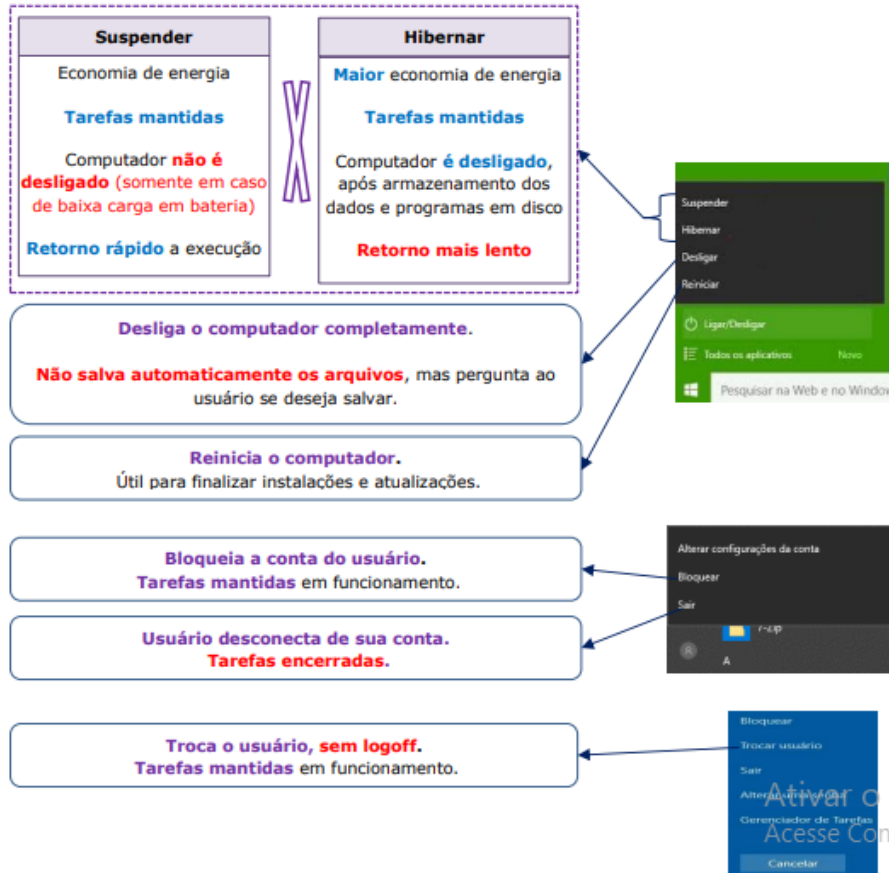 Suspender
Economia de energia
Tarefas mantidas
Computador não é
desligado (somente em caso
de baixa carga em bateria)
Retorno rápido a execução
Hibernar
Maior economia de energia
Tarefas mantidas
Computador é desligado,
após armazenamento dos
dados e programas em disco
Retorno mais lento
Suspender
Hibernar
Desligar
Reiniciar
Ligar/Desligar
Todos os aplicativos Novo
Pesquisar na Web e no Window
Desliga o computador completamente.
Não salva automaticamente os arquivos, mas pergunta ao
usuário se deseja salvar.
Reinicia o computador.
Útil para finalizar instalações e atualizações.
Bloqueia a conta do usuário.
Tarefas mantidas em funcionamento.
Usuário desconecta de sua conta.
Tarefas encerradas.
Alterar configurações da conta
Bloquear
Sair
7-Zip
A
Troca o usuário, sem logoff.
Tarefas mantidas em funcionamento.
Bloquear
Trocar usuário
Sair
Alterar uma senha
Gerenciador de Tarefas
Cancelar
Ativar o
Acesse Con